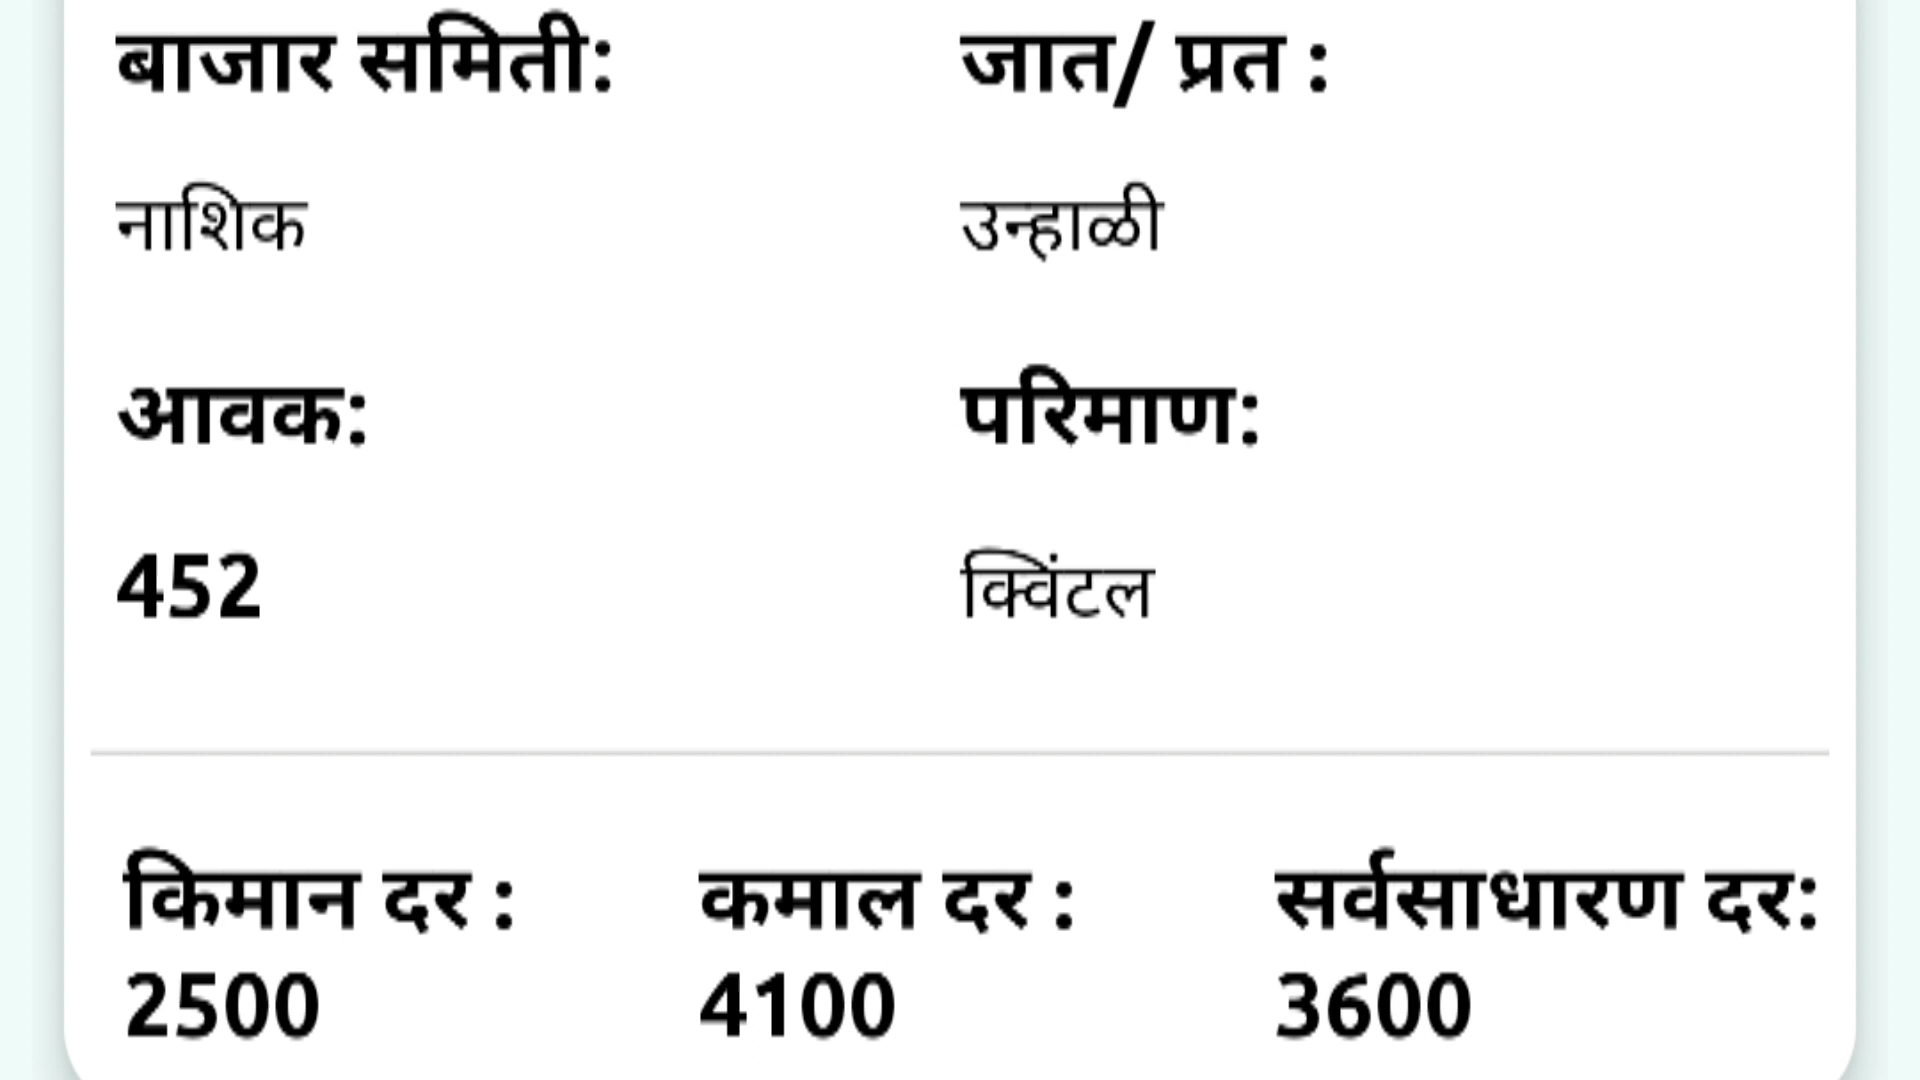 बाजार समिती: जात/ प्रत :
नाशिक उन्हाळी
आवक: परिमाण:
452 क्विंटल
किमान दर : कमाल दर : सर्वसाधारण दर:
2500 4100 3600